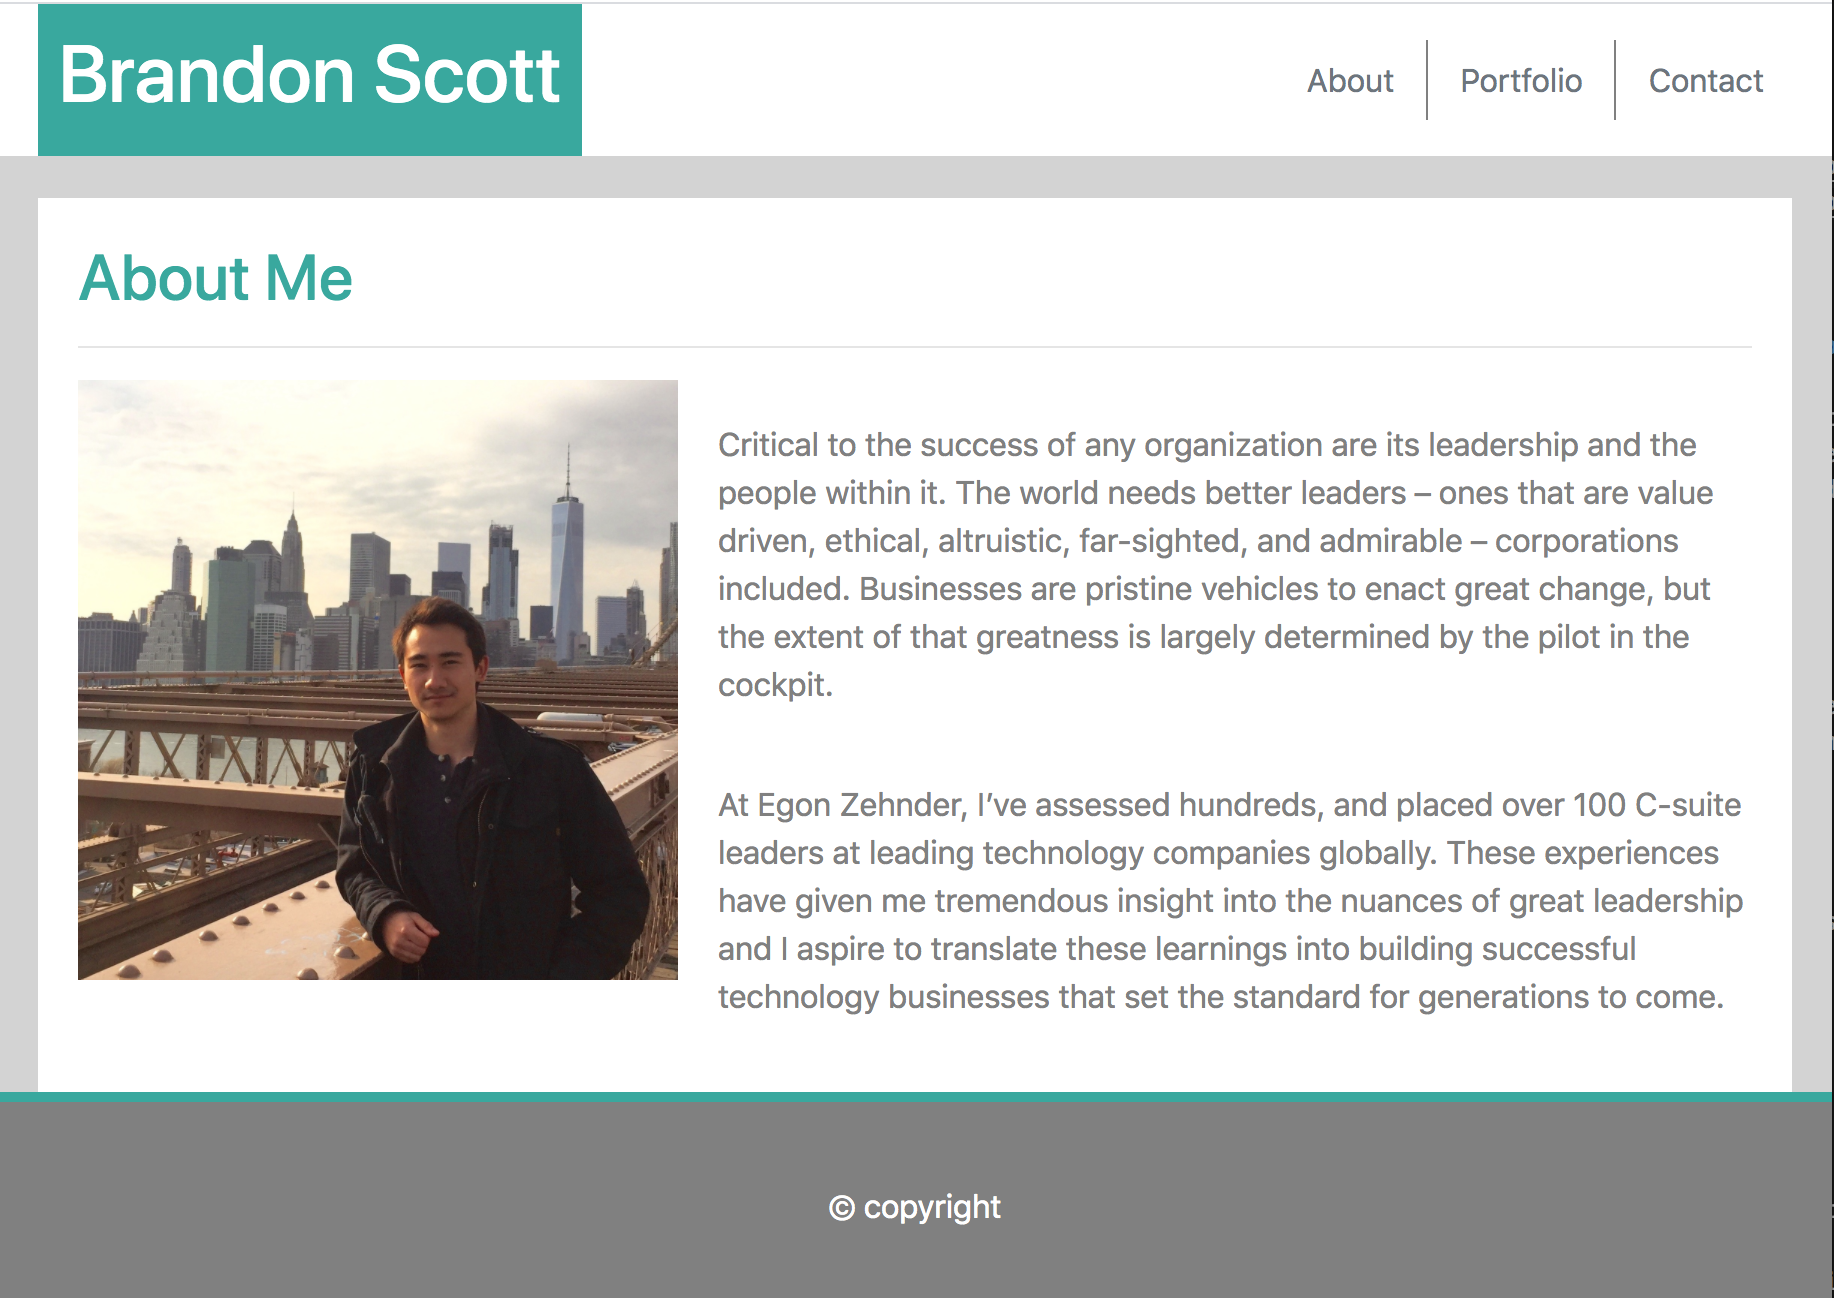 Brandon Scott
About
Portfolio
Contact
About Me
Critical to the success of any organization are its leadership and the
people within it. The world needs better leaders – ones that are value
driven, ethical, altruistic, far-sighted, and admirable – corporations
included. Businesses are pristine vehicles to enact great change, but
the extent of that greatness is largely determined by the pilot in the
cockpit.
At Egon Zehnder, I’ve assessed hundreds, and placed over 100 C-suite
leaders at leading technology companies globally. These experiences
have given me tremendous insight into the nuances of great leadership
and I aspire to translate these learnings into building successful
technology businesses that set the standard for generations to come.
© copyright